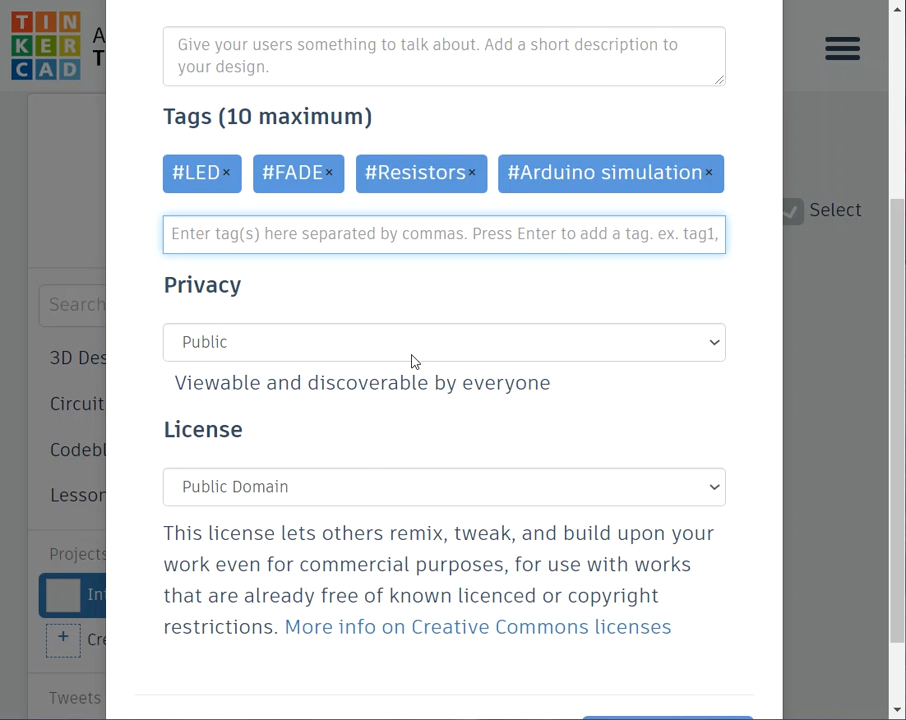 TIN
KER
CAD
A
T
Give your users something to talk about. Add a short description to
your design.
Tags (10 maximum)
#LED× #FADE× #Resistors× #Arduino simulation×
Select
Enter tag(s) here separated by commas. Press Enter to add a tag. ex. tag1,
Privacy
Search
Public
3D Des
Viewable and discoverable by everyone
Circuit
License
Codebl
Public Domain
Lesson
This license lets others remix, tweak, and build upon your
Projects
work even for commercial purposes, for use with works
that are already free of known licenced or copyright
Int
restrictions. More info on Creative Commons licenses
+ Cre
Tweets